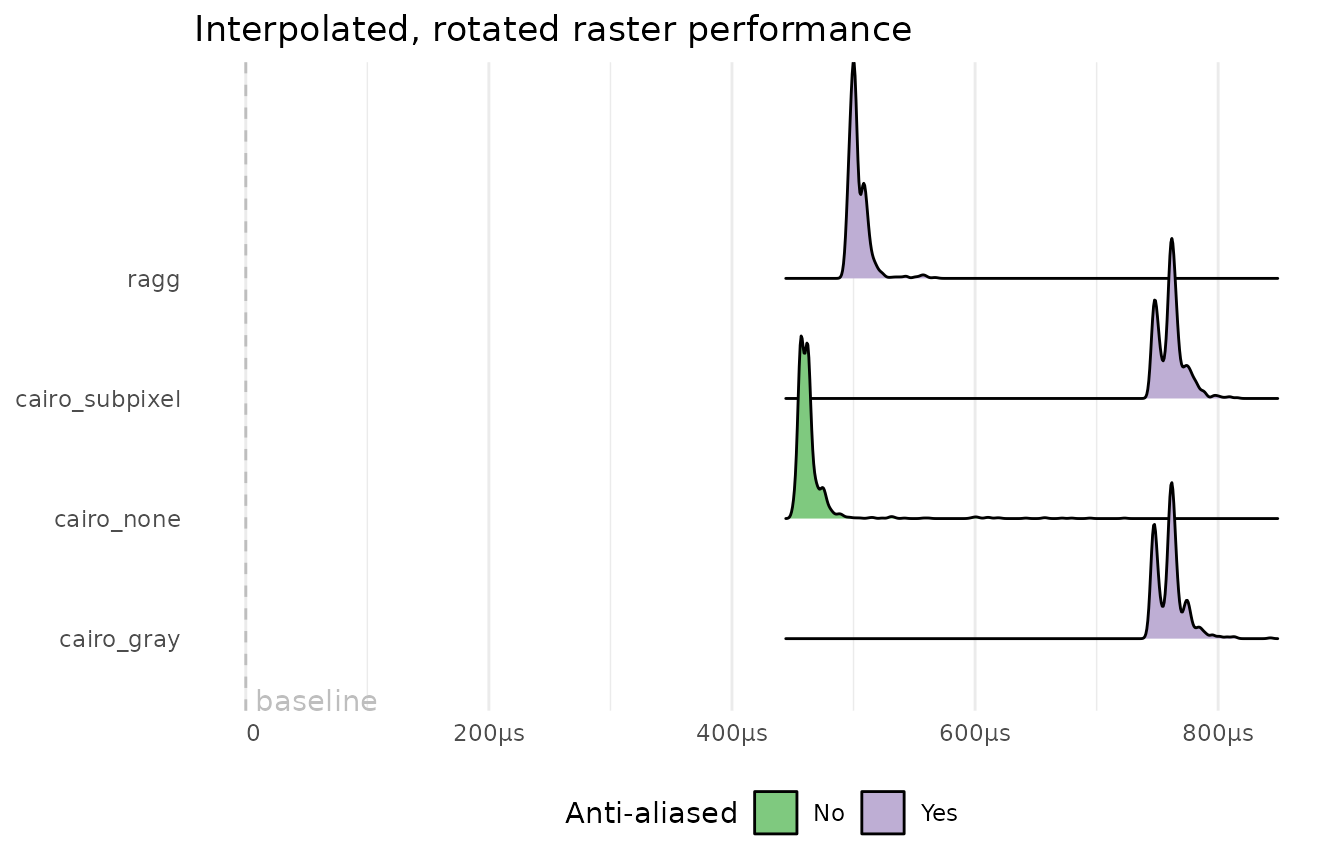 Interpolated, rotated raster performance
ragg
cairo_subpixel
cairo_none
cairo_gray
baseline
0 200µs 400µs 600µs 800µs
Anti-aliased No Yes